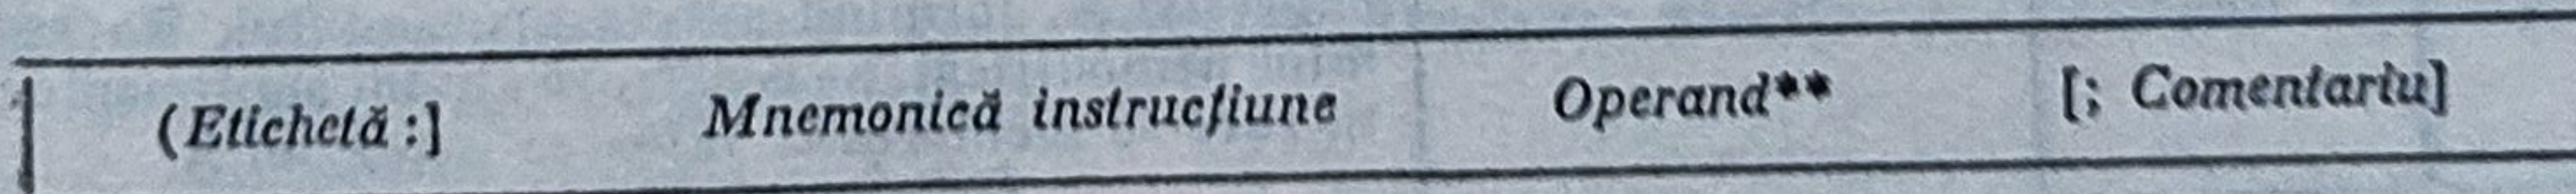 (Etichetă :] Mnemonică instrucțiune Operand** [; Comentariu]